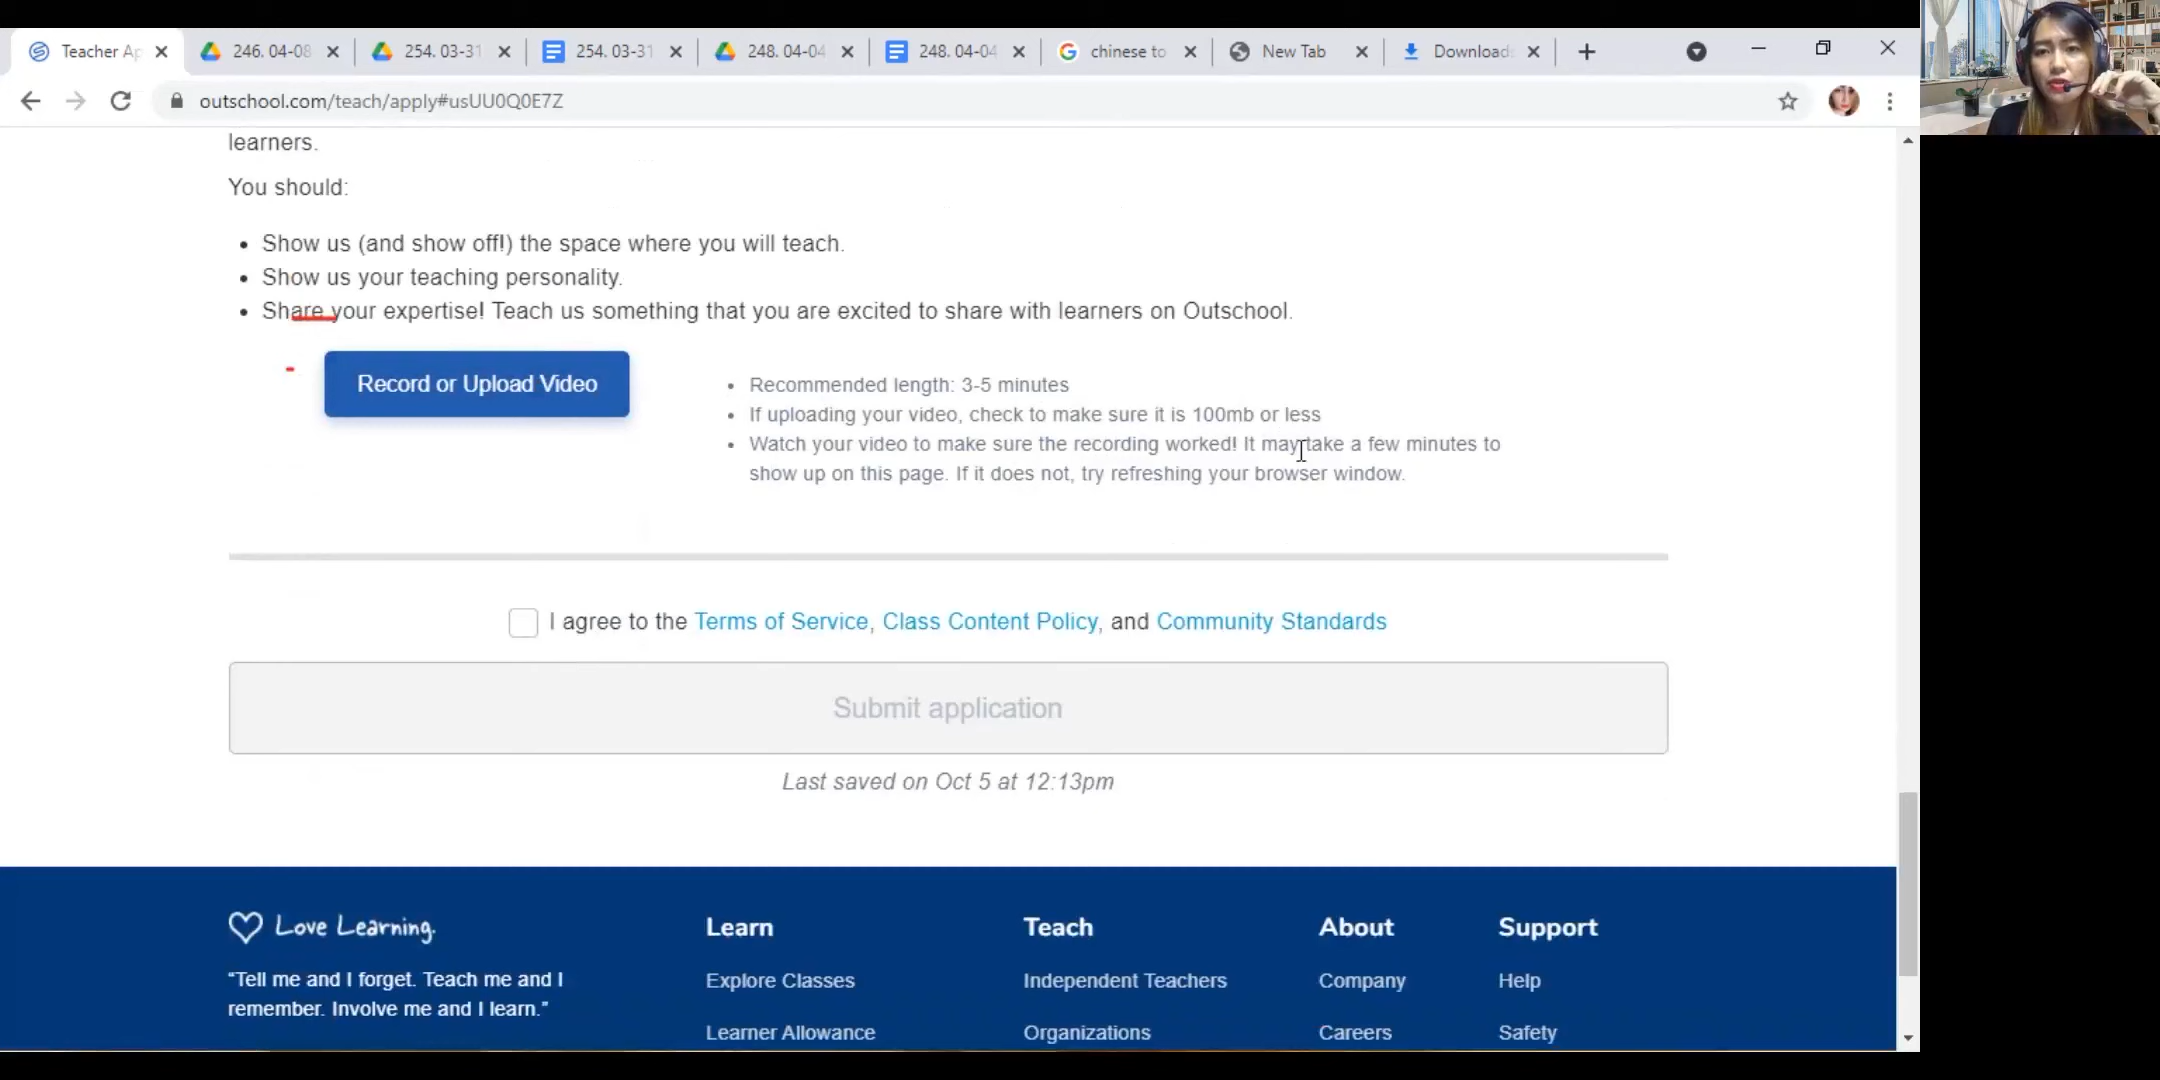 Teacher Ap
246. 04-08
254. 03-31
254. 03-31
248. 04-04
248. 04-04
chinese to
New Tab
Downloads
outschool.com/teach/apply#usUU0Q0E7Z
learners.
You should:
• Show us (and show off!) the space where you will teach.
• Show us your teaching personality.
• Share your expertise! Teach us something that you are excited to share with learners on Outschool.
Record or Upload Video
• Recommended length: 3-5 minutes
• If uploading your video, check to make sure it is 100mb or less
• Watch your video to make sure the recording worked! It may take a few minutes to
show up on this page. If it does not, try refreshing your browser window.
I agree to the Terms of Service, Class Content Policy, and Community Standards
Submit application
Last saved on Oct 5 at 12:13pm
Love Learning.
“Tell me and I forget. Teach me and I
remember. Involve me and I learn.”
Learn
Explore Classes
Learner Allowance
Teach
Independent Teachers
Organizations
About
Company
Careers
Support
Help
Safety